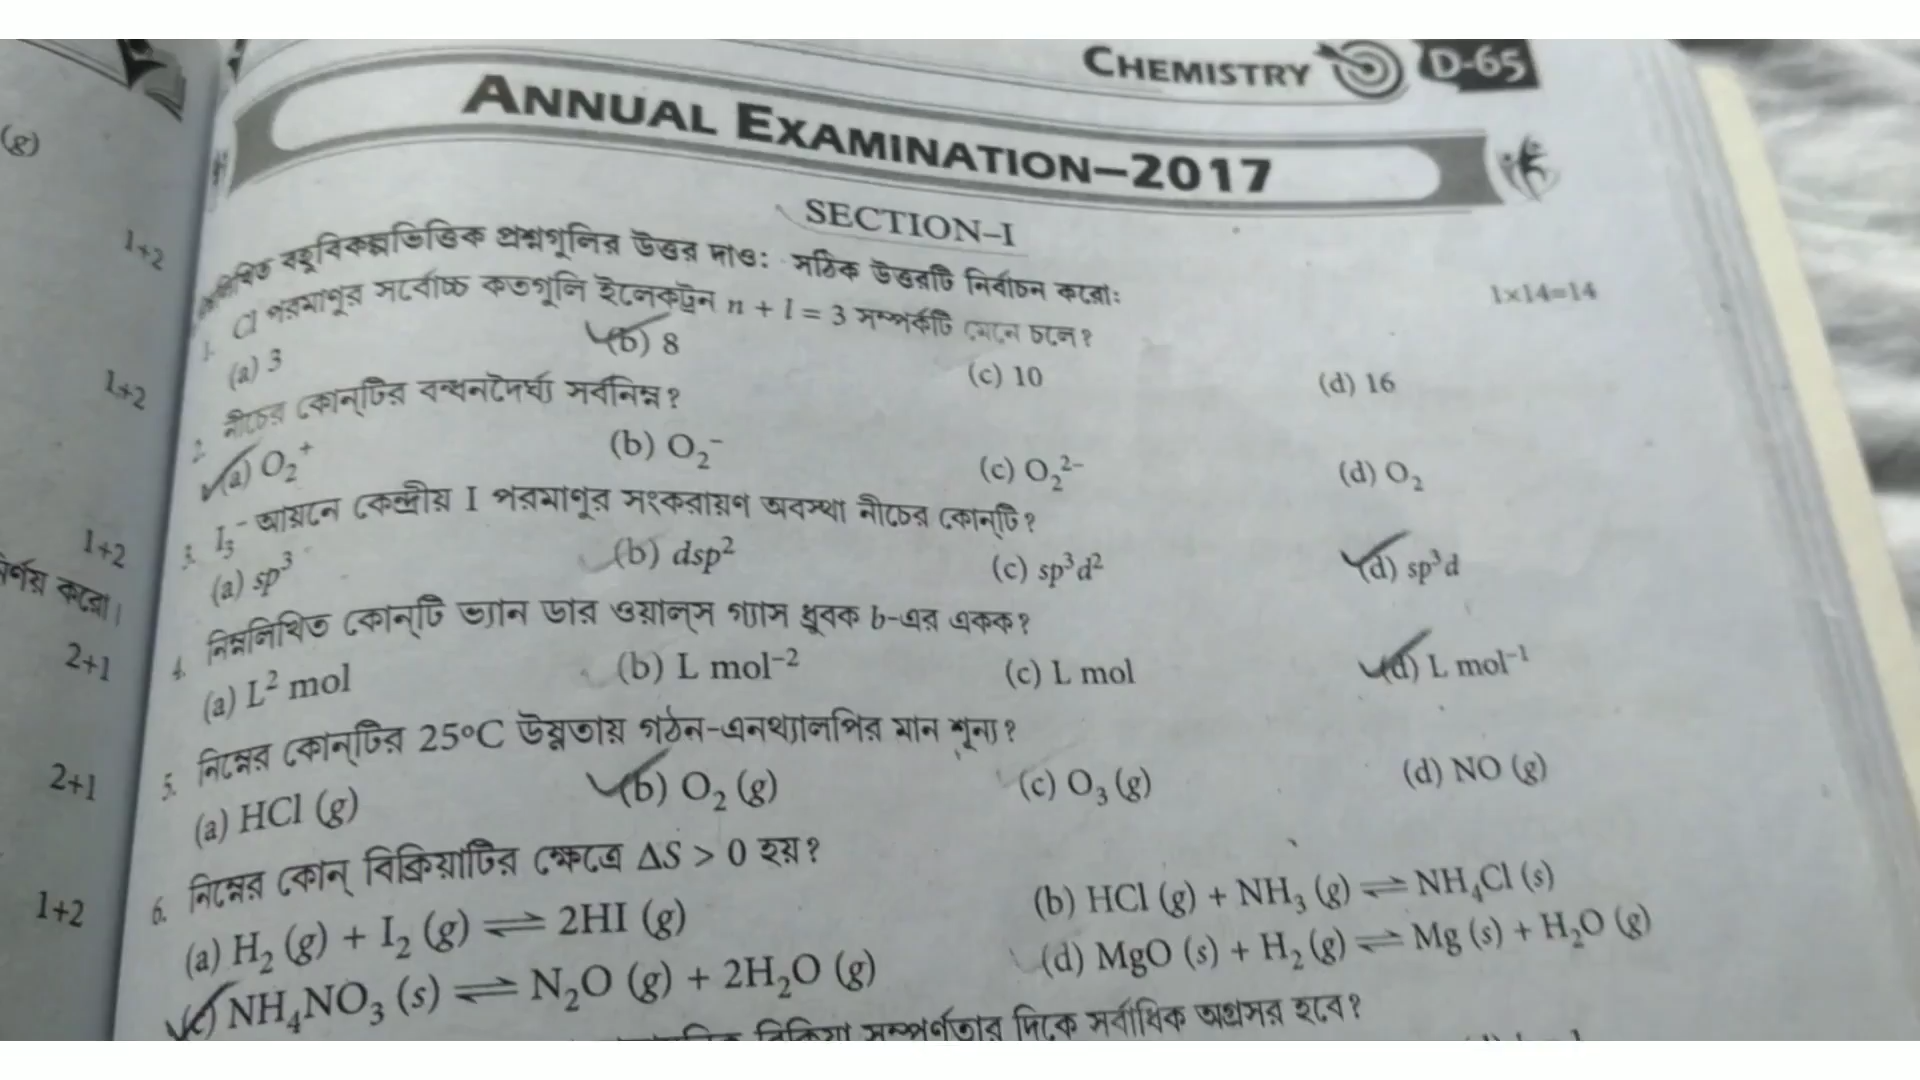 (g)
1+2
1+2
1+2
নির্ণয় করো।
2+1
2+1
1+2
CHEMISTRY D-65
ANNUAL EXAMINATION–2017
SECTION–I
বহুবিকল্পভিত্তিক প্রশ্নগুলির উত্তর দাও: সঠিক উত্তরটি নির্বাচন করো: 1×14=14
1. Cl পরমাণুর সর্বোচ্চ কতগুলি ইলেকট্রন n + l = 3 সম্পর্কটি মেনে চলে?
(a) 3 (b) 8 (c) 10 (d) 16
2. নীচের কোন্‌টির বন্ধনদৈর্ঘ্য সর্বনিম্ন?
(a) O₂⁺ (b) O₂⁻ (c) O₂²⁻ (d) O₂
3. I₃⁻ আয়নে কেন্দ্রীয় I পরমাণুর সংকরায়ণ অবস্থা নীচের কোন্‌টি?
(a) sp³ (b) dsp² (c) sp³d² (d) sp³d
4. নিম্নলিখিত কোন্‌টি ভ্যান ডার ওয়াল্‌স গ্যাস ধ্রুবক b-এর একক?
(a) L² mol (b) L mol⁻² (c) L mol (d) L mol⁻¹
5. নিম্নের কোন্‌টির 25°C উষ্ণতায় গঠন-এনথ্যালপির মান শূন্য?
(a) HCl (g) (b) O₂ (g) (c) O₃ (g) (d) NO (g)
6. নিম্নের কোন্ বিক্রিয়াটির ক্ষেত্রে ΔS > 0 হয়?
(a) H₂ (g) + I₂ (g) ⇌ 2HI (g) (b) HCl (g) + NH₃ (g) ⇌ NH₄Cl (s)
(c) NH₄NO₃ (s) ⇌ N₂O (g) + 2H₂O (g) (d) MgO (s) + H₂ (g) ⇌ Mg (s) + H₂O (g)
বিক্রিয়া সম্পূর্ণতার দিকে সর্বাধিক অগ্রসর হবে?